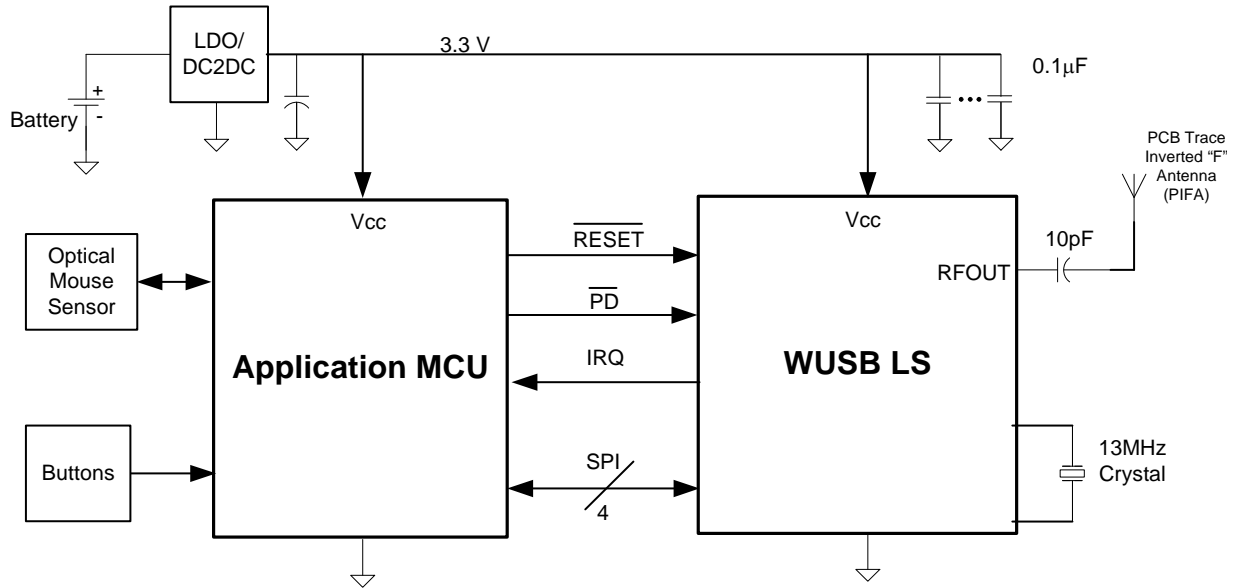 LDO/
DC2DC
3.3 V
0.1µF
Battery
+
-
PCB Trace
Inverted “F”
Antenna
(PIFA)
Vcc
Vcc
RESET
10pF
RFOUT
Optical
Mouse
Sensor
PD
Application MCU
IRQ
WUSB LS
Buttons
SPI
4
13MHz
Crystal